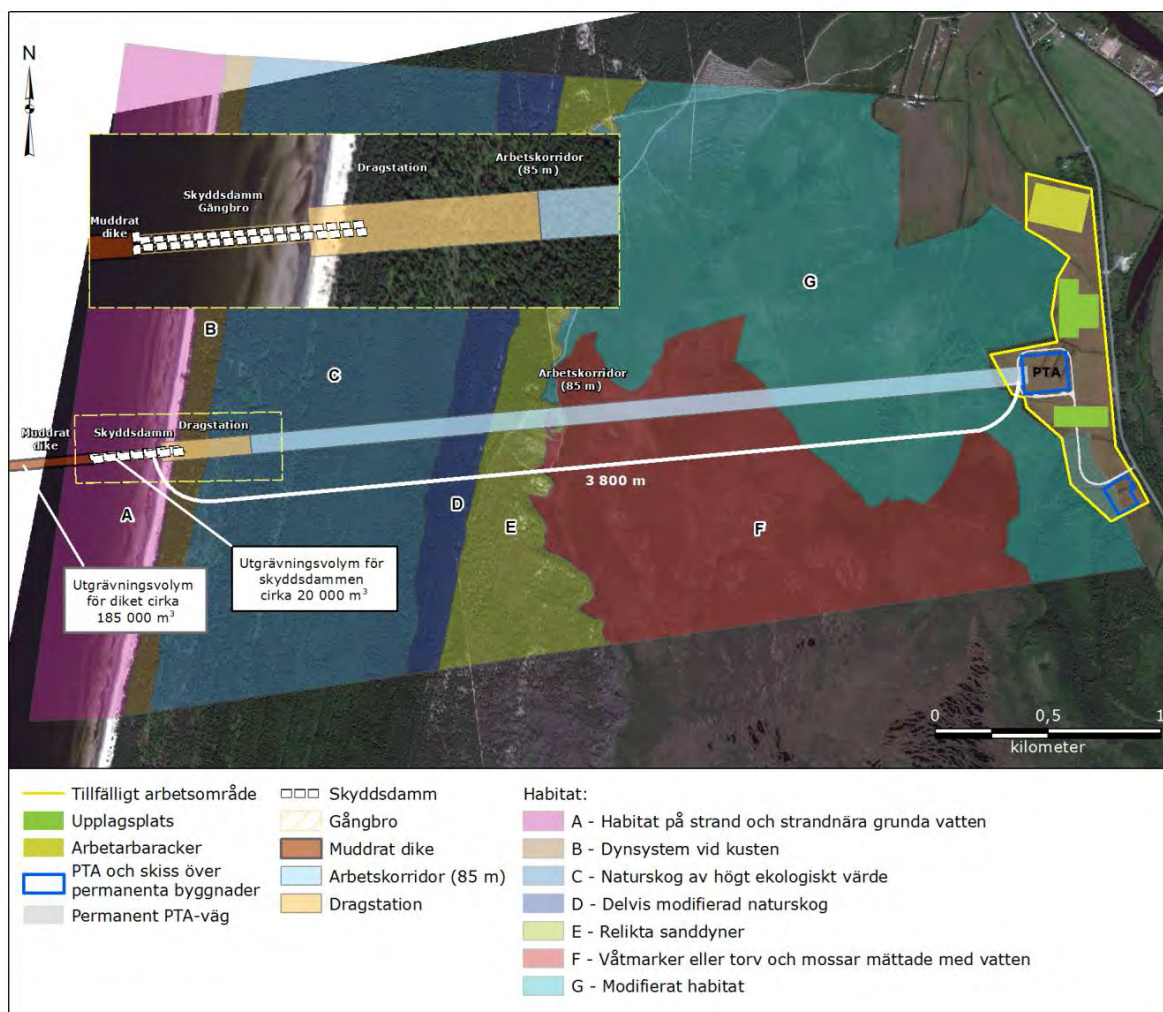 N
Arbetskorridor
(85 m)
Dragstation
Skyddsdamm
Gångbro
Muddrat
dike
G
B
C
Arbetskorridor
(85 m)
PTA
Dragstation
Muddrat
dike
Skyddsdamm
3 800 m
D
A
E
F
Utgrävningsvolym för
skyddsdammen
cirka 20 000 m³
Utgrävningsvolym
för diket cirka
185 000 m³
0 0,5 1
kilometer
Tillfälligt arbetsområde
Upplagsplats
Arbetarbaracker
PTA och skiss över
permanenta byggnader
Permanent PTA-väg
Skyddsdamm
Gångbro
Muddrat dike
Arbetskorridor (85 m)
Dragstation
Habitat:
A - Habitat på strand och strandnära grunda vatten
B - Dynsystem vid kusten
C - Naturskog av högt ekologiskt värde
D - Delvis modifierad naturskog
E - Relikta sanddyner
F - Våtmarker eller torv och mossar mättade med vatten
G - Modifierat habitat